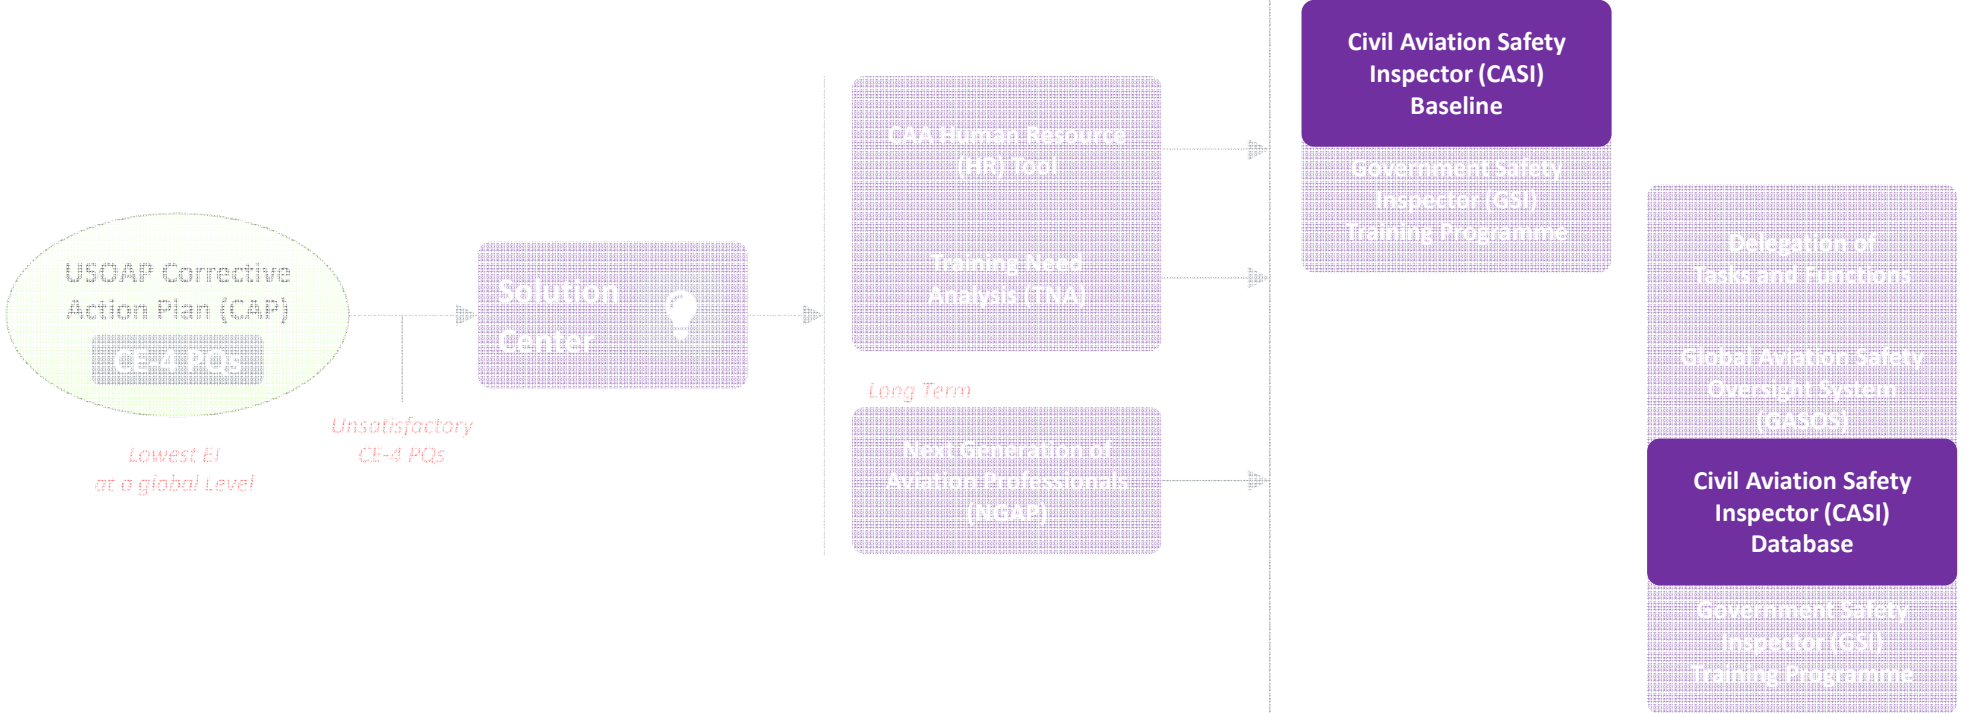 USOAP Corrective
Action Plan (CAP)
CE-4 PQs
Lowest EI
at a global Level
Unsatisfactory
CE-4 PQs
Solution
Center
CAA Human Resource
(HR) Tool
Training Need
Analysis (TNA)
Long Term
Next Generation of
Aviation Professionals
(NGAP)
Civil Aviation Safety
Inspector (CASI)
Baseline
Government Safety
Inspector (GSI)
Training Programme
Delegation of
Tasks and Functions
Global Aviation Safety
Oversight System
(GASOS)
Civil Aviation Safety
Inspector (CASI)
Database
Government Safety
Inspector (GSI)
Training Programme